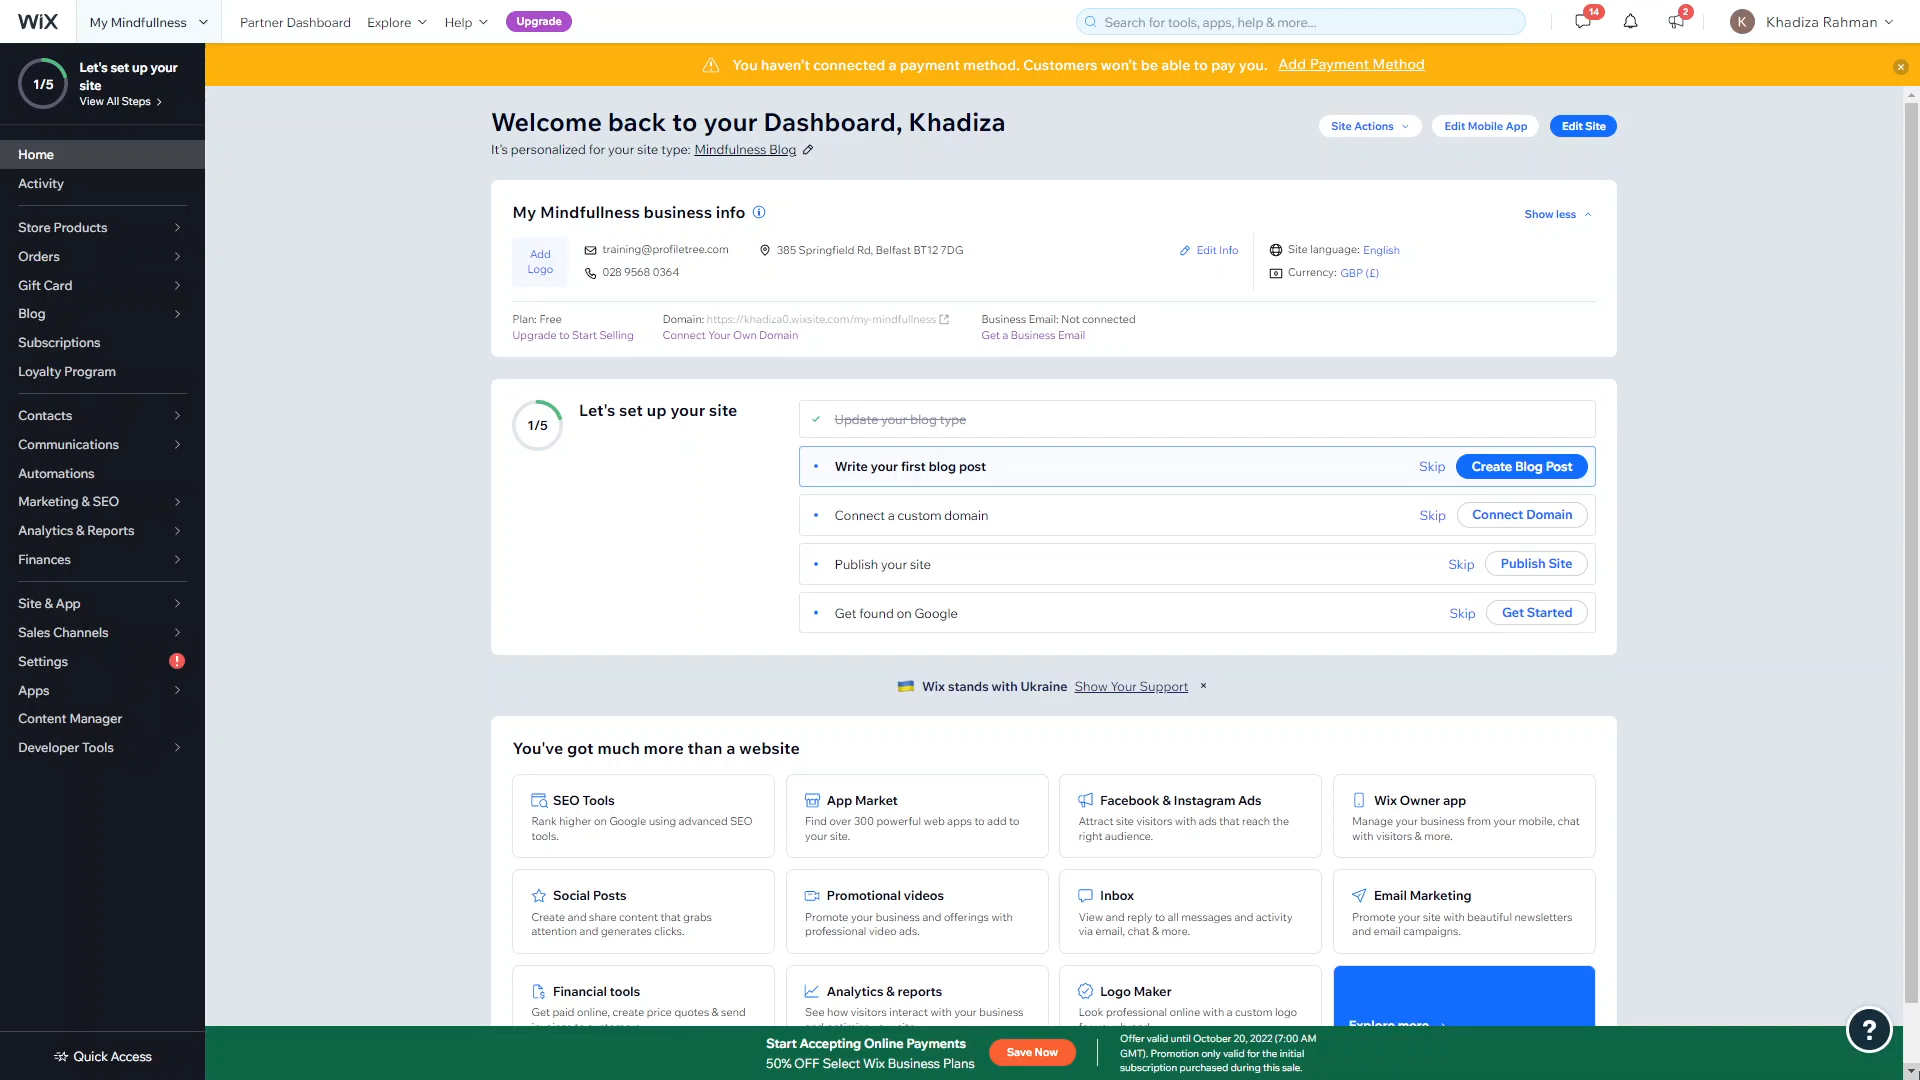 WiX
My Mindfullness
Partner Dashboard
Explore
Help
Upgrade
Search for tools, apps, help & more...
14
2
K
Khadiza Rahman
1/5
Let's set up your
site
View All Steps
You haven't connected a payment method. Customers won't be able to pay you. Add Payment Method
Home
Activity
Store Products
Orders
Gift Card
Blog
Subscriptions
Loyalty Program
Contacts
Communications
Automations
Marketing & SEO
Analytics & Reports
Finances
Site & App
Sales Channels
Settings
!
Apps
Content Manager
Developer Tools
Quick Access
Welcome back to your Dashboard, Khadiza
It's personalized for your site type: Mindfulness Blog
Site Actions
Edit Mobile App
Edit Site
My Mindfullness business info
Show less
Add
Logo
training@profiletree.com
385 Springfield Rd, Belfast BT12 7DG
028 9568 0364
Edit Info
Site language: English
Currency: GBP (£)
Plan: Free
Upgrade to Start Selling
Domain: https://khadiza0.wixsite.com/my-mindfullness
Connect Your Own Domain
Business Email: Not connected
Get a Business Email
1/5
Let's set up your site
Update your blog type
Write your first blog post
Skip
Create Blog Post
Connect a custom domain
Skip
Connect Domain
Publish your site
Skip
Publish Site
Get found on Google
Skip
Get Started
Wix stands with Ukraine Show Your Support
You've got much more than a website
SEO Tools
Rank higher on Google using advanced SEO
tools.
App Market
Find over 300 powerful web apps to add to
your site.
Facebook & Instagram Ads
Attract site visitors with ads that reach the
right audience.
Wix Owner app
Manage your business from your mobile, chat
with visitors & more.
Social Posts
Create and share content that grabs
attention and generates clicks.
Promotional videos
Promote your business and offerings with
professional video ads.
Inbox
View and reply to all messages and activity
via email, chat & more.
Email Marketing
Promote your site with beautiful newsletters
and email campaigns.
Financial tools
Get paid online, create price quotes & send
Analytics & reports
See how visitors interact with your business
Logo Maker
Look professional online with a custom logo
Explore more
Start Accepting Online Payments
50% OFF Select Wix Business Plans
Save Now
Offer valid until October 20, 2022 (7:00 AM
GMT). Promotion only valid for the initial
subscription purchased during this sale.
?